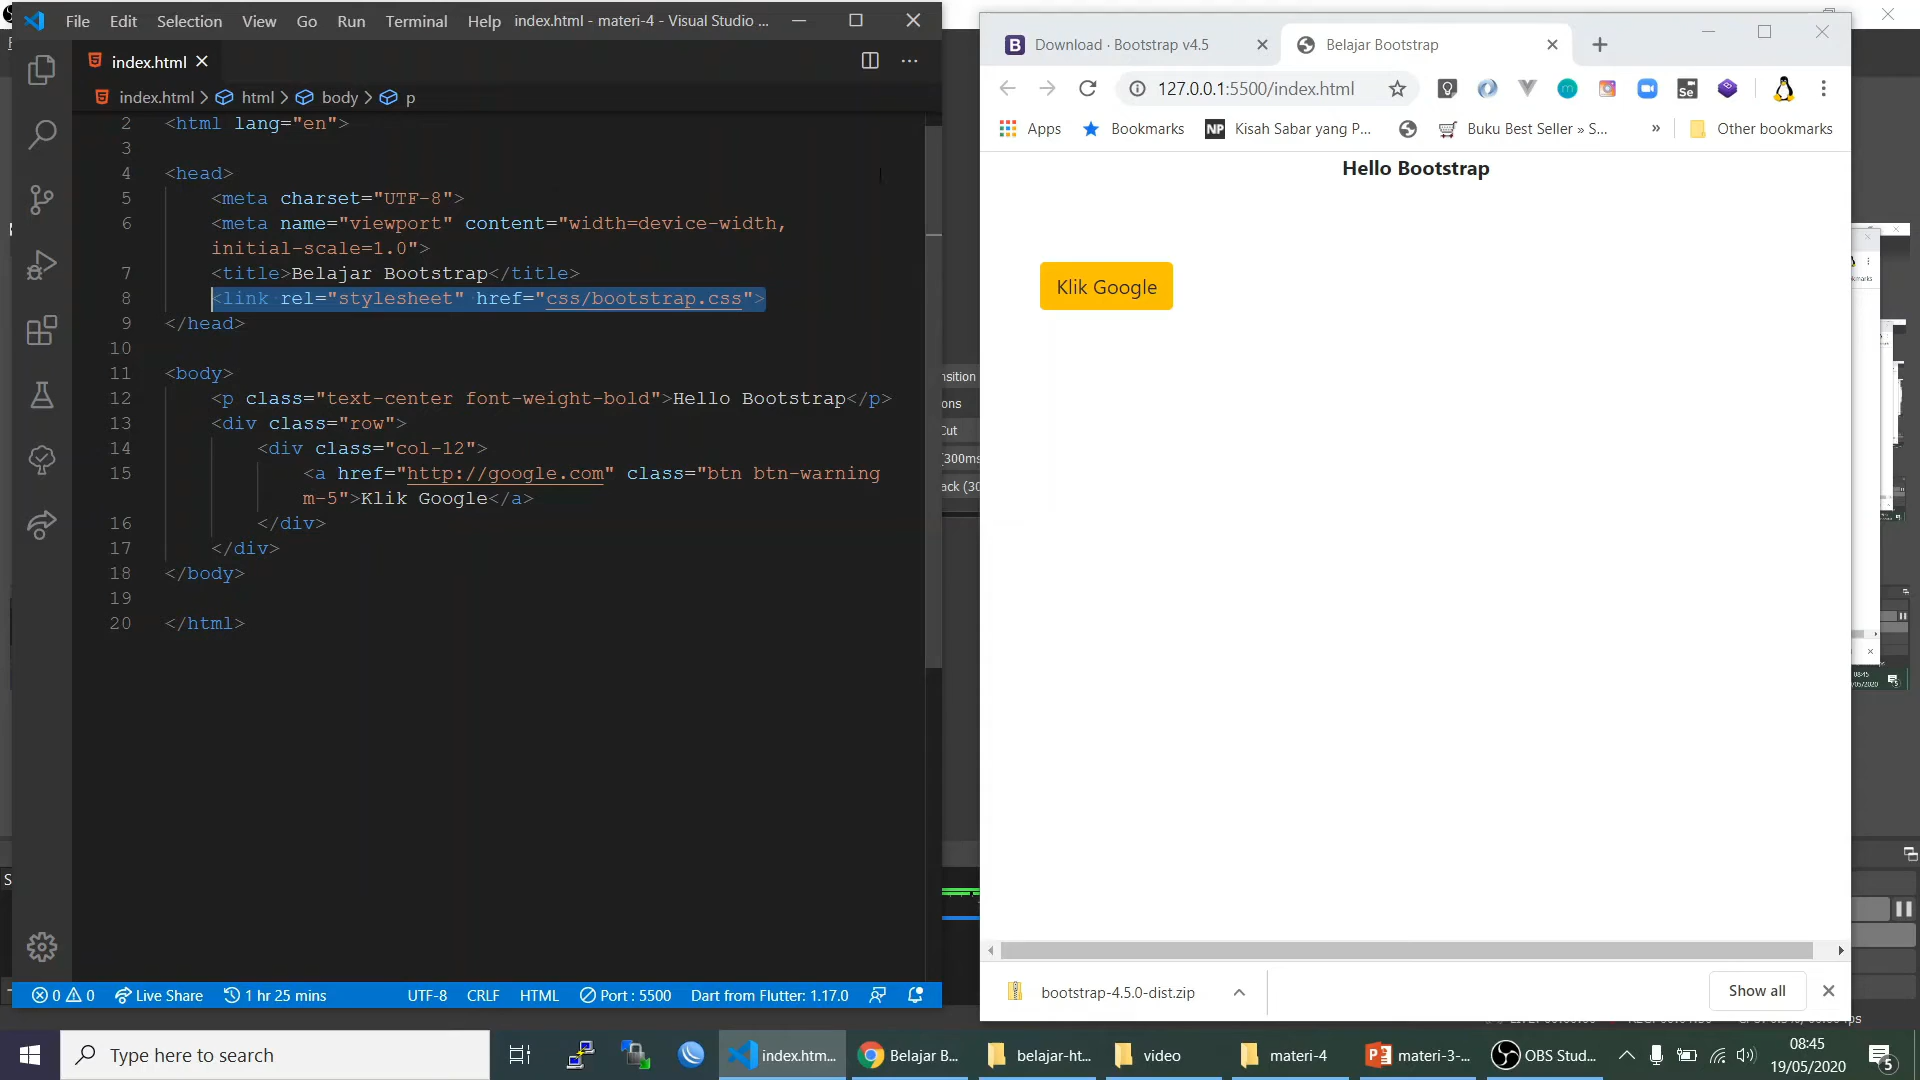 File Edit Selection View Go Run Terminal Help index.html - materi-4 - Visual Studio ...
index.html
index.html > html > body > p
2 <html lang="en">
3
4 <head>
5 <meta charset="UTF-8">
6 <meta name="viewport" content="width=device-width,
initial-scale=1.0">
7 <title>Belajar Bootstrap</title>
8 <link rel="stylesheet" href="css/bootstrap.css">
9 </head>
10
11 <body>
12 <p class="text-center font-weight-bold">Hello Bootstrap</p>
13 <div class="row">
14 <div class="col-12">
15 <a href="http://google.com" class="btn btn-warning
m-5">Klik Google</a>
16 </div>
17 </div>
18 </body>
19
20 </html>
0 0 Live Share 1 hr 25 mins UTF-8 CRLF HTML Port : 5500 Dart from Flutter: 1.17.0
nsition
ons
Cut
(300ms
ack (30
Download · Bootstrap v4.5
Belajar Bootstrap
127.0.0.1:5500/index.html
Se
Apps Bookmarks NP Kisah Sabar yang P... Buku Best Seller » S... » Other bookmarks
Hello Bootstrap
Klik Google
bootstrap-4.5.0-dist.zip
Show all
Type here to search
index.htm... Belajar B... belajar-ht... video materi-4 materi-3-... OBS Stud...
08:45
19/05/2020
5